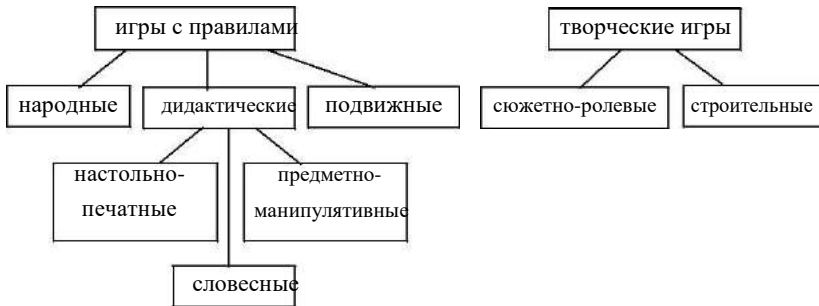 игры с правилами
творческие игры
народные
дидактические
подвижные
сюжетно-ролевые
строительные
настольно-
печатные
предметно-
манипулятивные
словесные